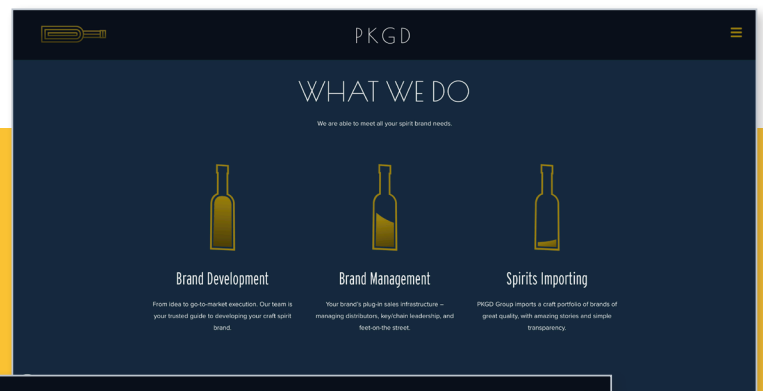 PKGD
WHAT WE DO
We are able to meet all your spirit brand needs.
Brand Development
From idea to go-to-market execution. Our team is
your trusted guide to developing your craft spirit
brand.
Brand Management
Your brand's plug-in sales infrastructure –
managing distributors, key/chain leadership, and
feet-on-the street.
Spirits Importing
PKGD Group imports a craft portfolio of brands of
great quality, with amazing stories and simple
transparency.